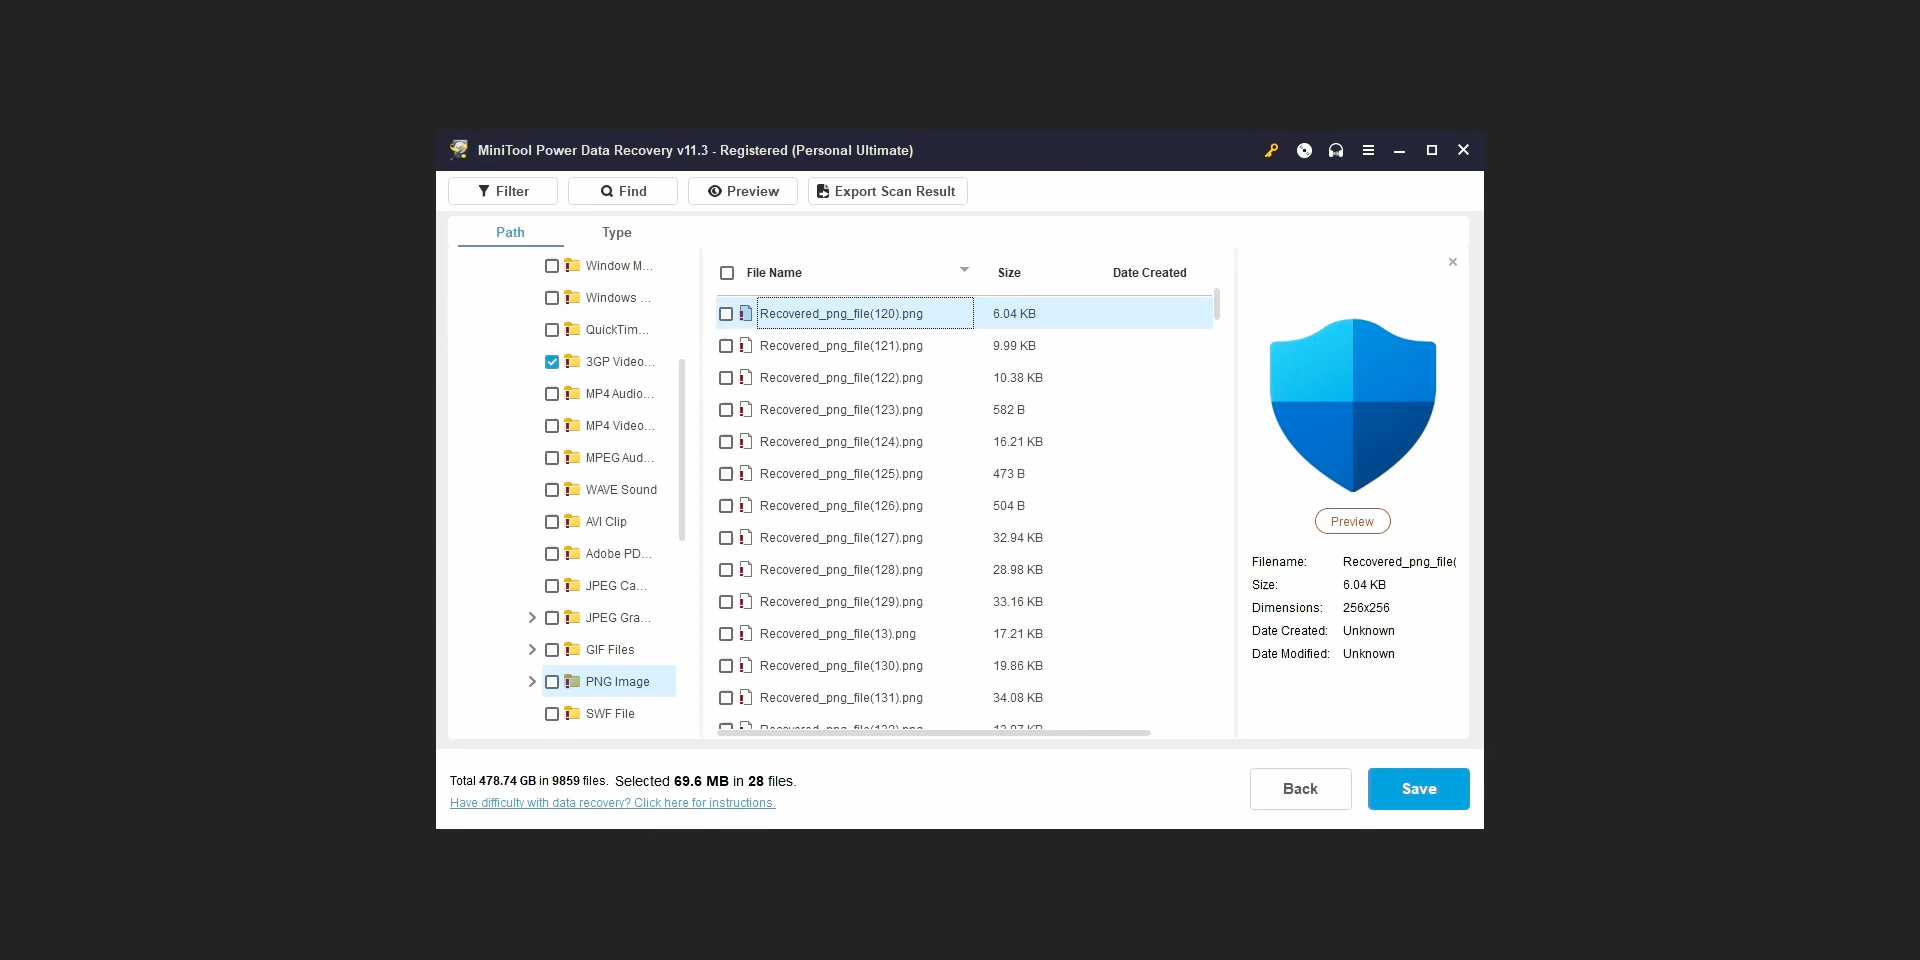 MiniTool Power Data Recovery v11.3 - Registered (Personal Ultimate)
Filter
Find
Preview
Export Scan Result
Path
Type
Window M...
Windows ...
QuickTim...
3GP Video...
MP4 Audio...
MP4 Video...
MPEG Aud...
WAVE Sound
AVI Clip
Adobe PD...
JPEG Ca...
JPEG Gra...
GIF Files
PNG Image
SWF File
File Name Size Date Created
Recovered_png_file(120).png 6.04 KB
Recovered_png_file(121).png 9.99 KB
Recovered_png_file(122).png 10.38 KB
Recovered_png_file(123).png 582 B
Recovered_png_file(124).png 16.21 KB
Recovered_png_file(125).png 473 B
Recovered_png_file(126).png 504 B
Recovered_png_file(127).png 32.94 KB
Recovered_png_file(128).png 28.98 KB
Recovered_png_file(129).png 33.16 KB
Recovered_png_file(13).png 17.21 KB
Recovered_png_file(130).png 19.86 KB
Recovered_png_file(131).png 34.08 KB
Preview
Filename: Recovered_png_file(
Size: 6.04 KB
Dimensions: 256x256
Date Created: Unknown
Date Modified: Unknown
Total 478.74 GB in 9859 files. Selected 69.6 MB in 28 files.
Have difficulty with data recovery? Click here for instructions.
Back
Save